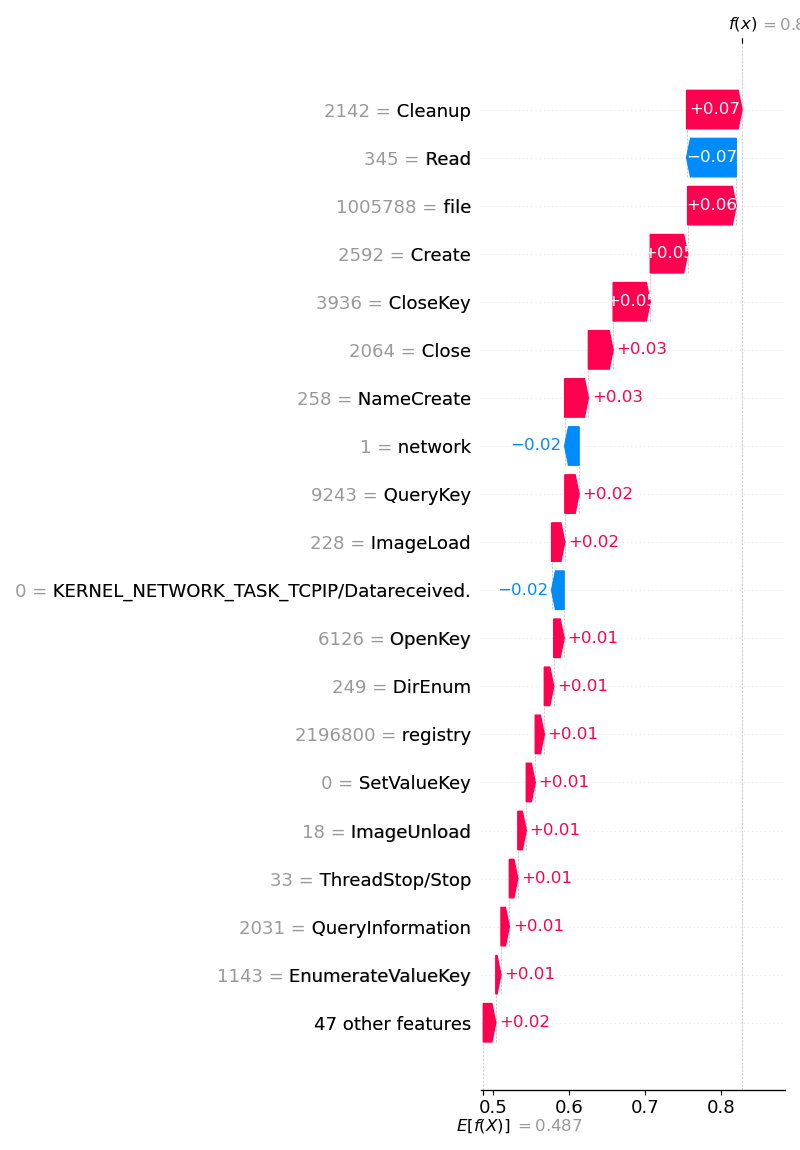 f(x) = 0.8
2142 = Cleanup +0.07
345 = Read −0.07
1005788 = file +0.06
2592 = Create +0.05
3936 = CloseKey +0.05
2064 = Close +0.03
258 = NameCreate +0.03
1 = network −0.02
9243 = QueryKey +0.02
228 = ImageLoad +0.02
0 = KERNEL_NETWORK_TASK_TCPIP/Datareceived. −0.02
6126 = OpenKey +0.01
249 = DirEnum +0.01
2196800 = registry +0.01
0 = SetValueKey +0.01
18 = ImageUnload +0.01
33 = ThreadStop/Stop +0.01
2031 = QueryInformation +0.01
1143 = EnumerateValueKey +0.01
47 other features +0.02
0.5 0.6 0.7 0.8
E[f(X)] = 0.487